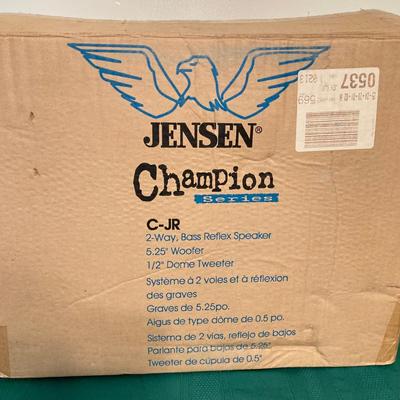 JENSEN®
Champion
Series
C-JR
2-Way, Bass Reflex Speaker
5.25" Woofer
1/2" Dome Tweeter
Système à 2 voies et à réflexion
des graves
Graves de 5.25po.
Aigus de type dôme de 0.5 po.
Sistema de 2 vias, reflejo de bajos
Parlante para bajos de 5.25"
Tweeter de cúpula de 0.5"
0537
0213
569